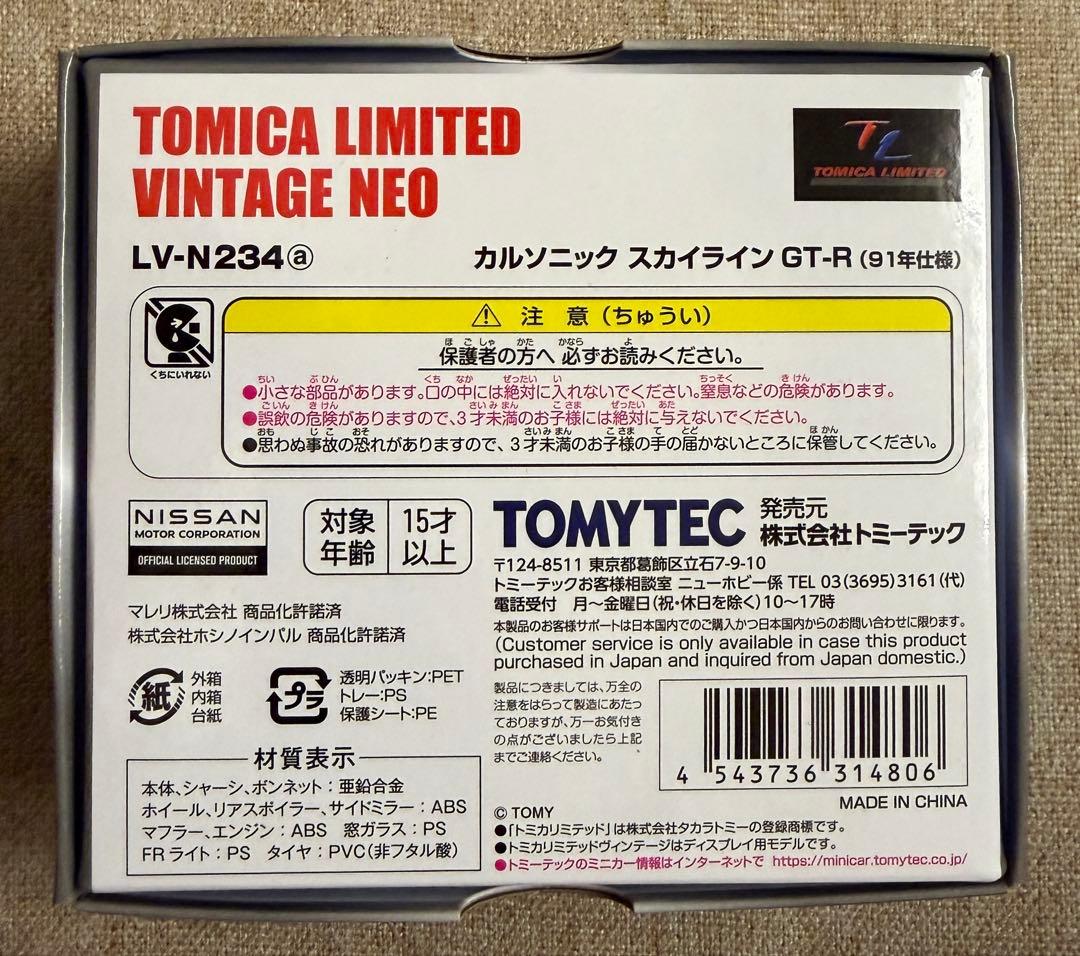 TOMICA LIMITED
VINTAGE NEO
TL
TOMICA LIMITED
LV-N234ⓐ
カルソニック スカイライン GT-R (91年仕様)
くちにいれない
⚠ 注 意 (ちゅうい)
保護者の方へ 必ずお読みください。
●小さな部品があります。口の中には絶対に入れないでください。窒息などの危険があります。
●誤飲の危険がありますので、3才未満のお子様には絶対に与えないでください。
●思わぬ事故の恐れがありますので、3才未満のお子様の手の届かないところに保管してください。
NISSAN
MOTOR CORPORATION
OFFICIAL LICENSED PRODUCT
対象年齢
15才以上
マレリ株式会社 商品化許諾済
株式会社ホシノインパル 商品化許諾済
紙
外箱
内箱
台紙
プラ
透明パッキン:PET
トレー:PS
保護シート:PE
材質表示
本体、シャーシ、ボンネット:亜鉛合金
ホイール、リアスポイラー、サイドミラー:ABS
マフラー、エンジン:ABS 窓ガラス:PS
FRライト:PS タイヤ:PVC(非フタル酸)
TOMYTEC
発売元
株式会社トミーテック
〒124-8511 東京都葛飾区立石7-9-10
トミーテックお客様相談室 ニューホビー係 TEL 03(3695)3161(代)
電話受付 月〜金曜日(祝・休日を除く)10〜17時
本製品のお客様サポートは日本国内でのご購入かつ日本国内からのお問い合わせに限ります。
(Customer service is only available in case this product
purchased in Japan and inquired from Japan domestic.)
製品につきましては、万全の
注意をはらって製造にあたっ
ておりますが、万一お気付き
の点がございましたら上記
までご連絡ください。
4 543736 314806
MADE IN CHINA
© TOMY
●「トミカリミテッド」は株式会社タカラトミーの登録商標です。
●トミカリミテッドヴィンテージはディスプレイ用モデルです。
●トミーテックのミニカー情報はインターネットで https://minicar.tomytec.co.jp/